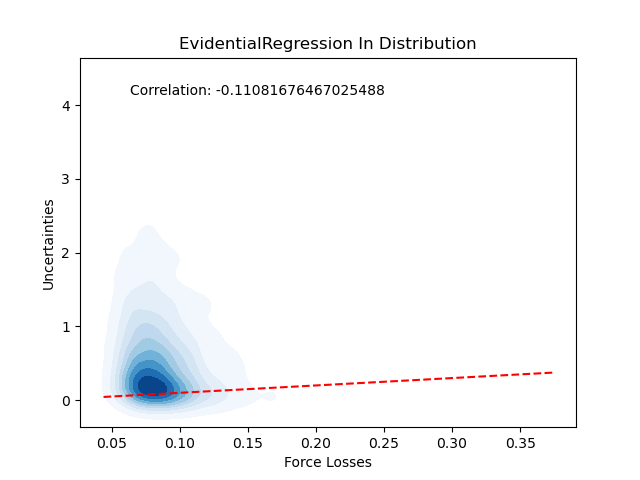 EvidentialRegression In Distribution
Correlation: -0.11081676467025488
4
3
2
1
0
Uncertainties
0.05 0.10 0.15 0.20 0.25 0.30 0.35
Force Losses